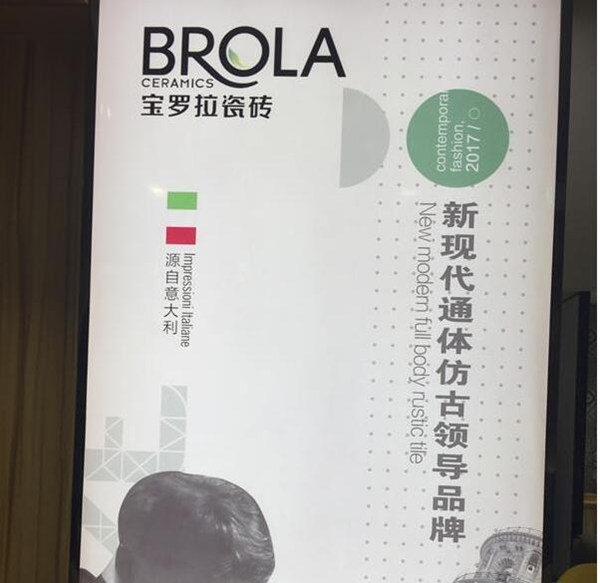 BROLA
CERAMICS
宝罗拉瓷砖
contempora
fashion.
2017/
新现代通体仿古领导品牌
New modern full body rustic tile
Impressioni Italiane
源自意大利